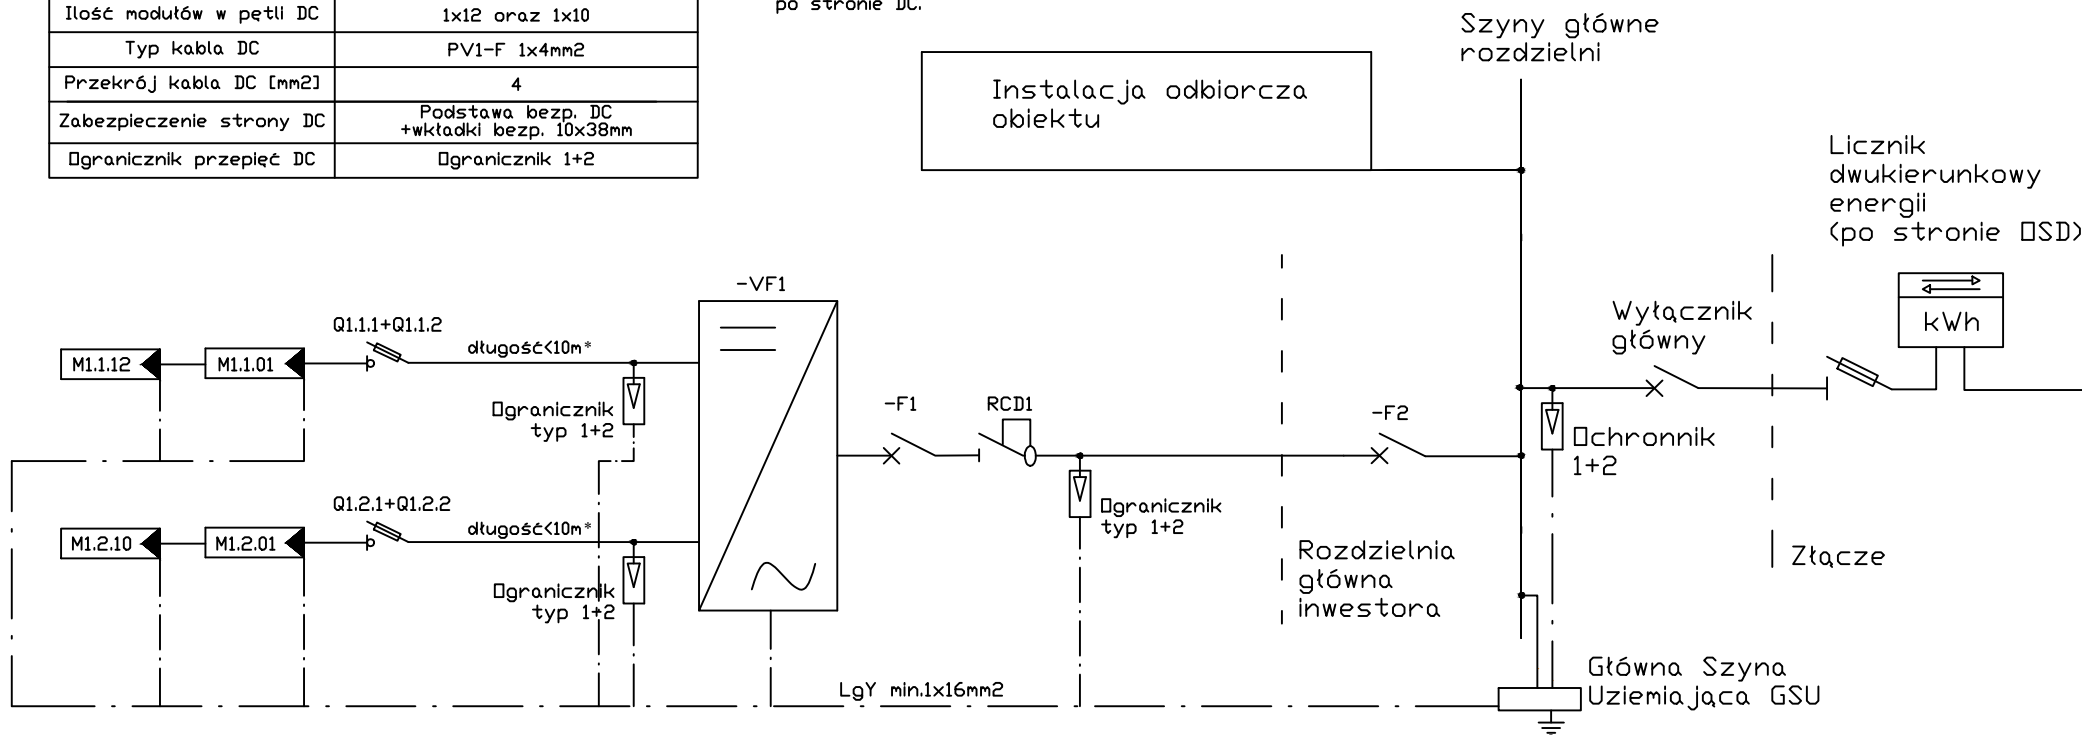 Ilość modułów w pętli DC
1x12 oraz 1x10
Typ kabla DC
PV1-F 1x4mm2
Przekrój kabla DC [mm2]
4
Zabezpieczenie strony DC
Podstawa bezp. DC
+wkładki bezp. 10x38mm
Ogranicznik przepięć DC
Ogranicznik 1+2
po stronie DC.
Szyny główne
rozdzielni
Instalacja odbiorcza
obiektu
Licznik
dwukierunkowy
energii
(po stronie OSD)
kWh
Wyłącznik
główny
-VF1
Q1.1.1+Q1.1.2
długość<10m*
M1.1.12
M1.1.01
Ogranicznik
typ 1+2
-F1
RCD1
-F2
Ochronnik
1+2
Q1.2.1+Q1.2.2
długość<10m*
M1.2.10
M1.2.01
Ogranicznik
typ 1+2
Ogranicznik
typ 1+2
Rozdzielnia
główna
inwestora
Złącze
LgY min.1x16mm2
Główna Szyna
Uziemiająca GSU